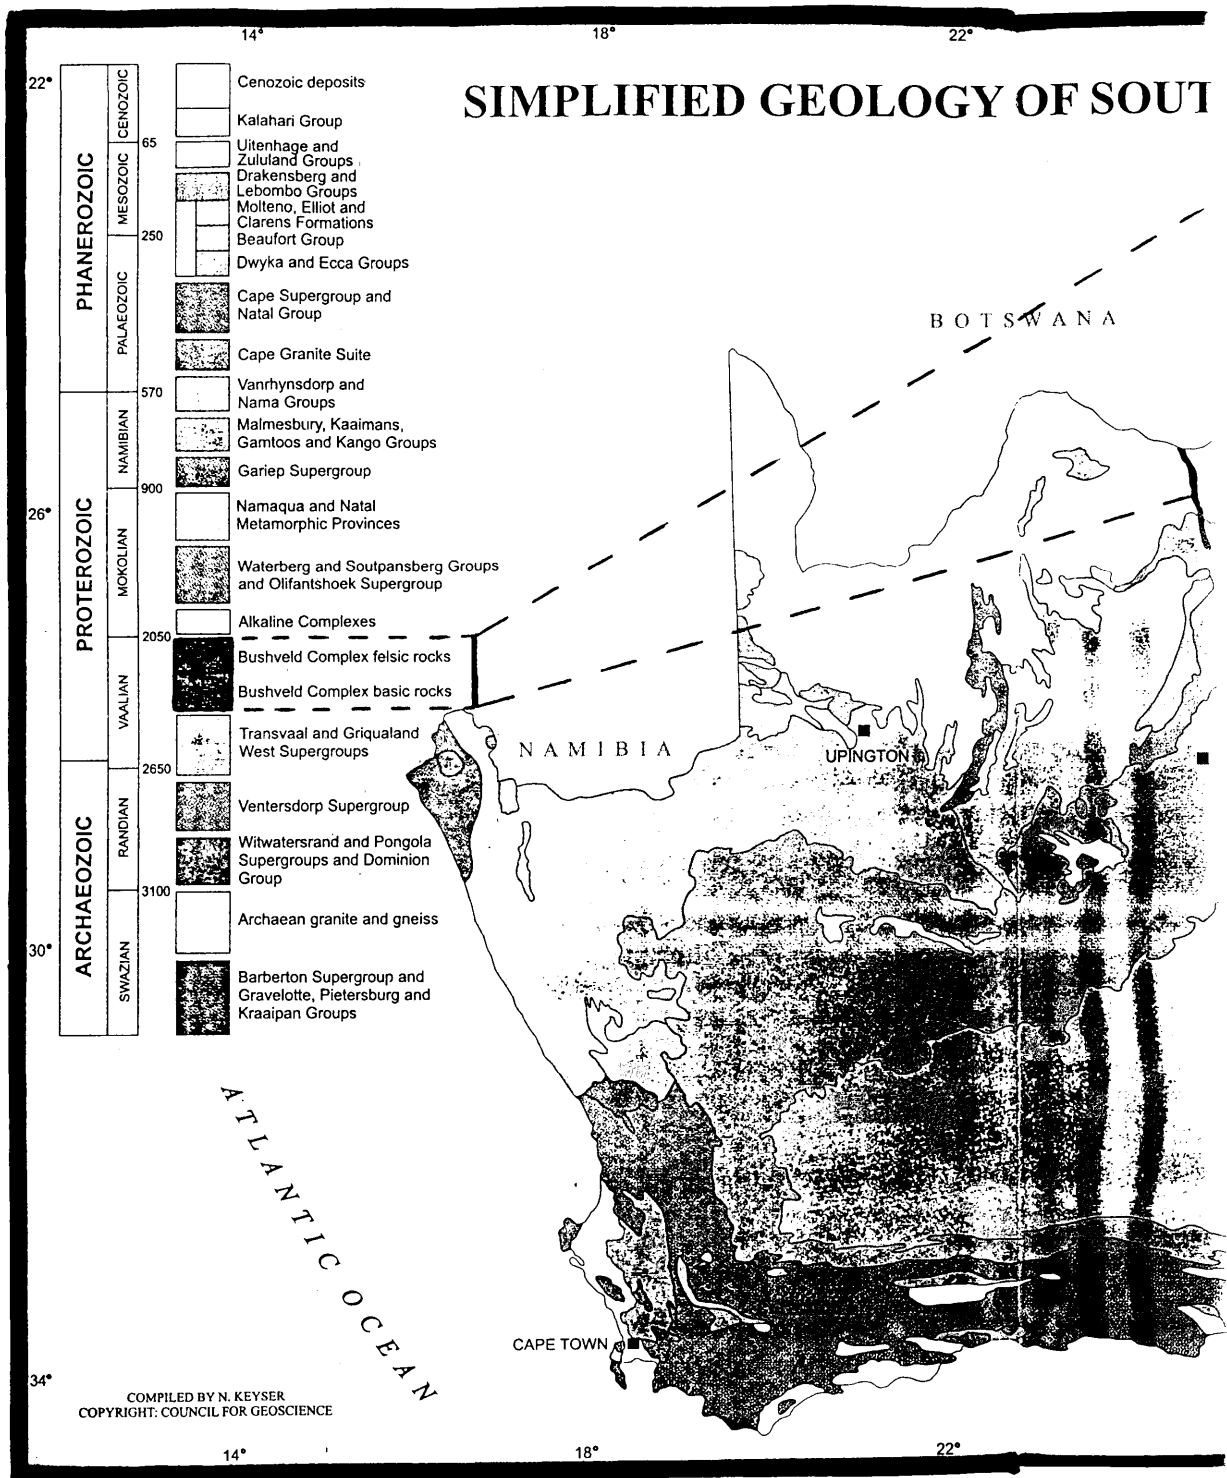 14°
18°
22°
22°
SIMPLIFIED GEOLOGY OF SOUT
PHANEROZOIC
CENOZOIC
MESOZOIC
PALAEOZOIC
PROTEROZOIC
NAMIBIAN
MOKOLIAN
VAALIAN
ARCHAEOZOIC
RANDIAN
SWAZIAN
65
250
570
900
2050
2650
3100
Cenozoic deposits
Kalahari Group
Uitenhage and
Zululand Groups
Drakensberg and
Lebombo Groups
Molteno, Elliot and
Clarens Formations
Beaufort Group
Dwyka and Ecca Groups
Cape Supergroup and
Natal Group
Cape Granite Suite
Vanrhynsdorp and
Nama Groups
Malmesbury, Kaaimans,
Gamtoos and Kango Groups
Gariep Supergroup
Namaqua and Natal
Metamorphic Provinces
Waterberg and Soutpansberg Groups
and Olifantshoek Supergroup
Alkaline Complexes
Bushveld Complex felsic rocks
Bushveld Complex basic rocks
Transvaal and Griqualand
West Supergroups
Ventersdorp Supergroup
Witwatersrand and Pongola
Supergroups and Dominion
Group
Archaean granite and gneiss
Barberton Supergroup and
Gravelotte, Pietersburg and
Kraaipan Groups
BOTSWANA
26°
NAMIBIA
UPINGTON
30°
ATLANTIC OCEAN
CAPE TOWN
34°
COMPILED BY N. KEYSER
COPYRIGHT: COUNCIL FOR GEOSCIENCE
14°
18°
22°